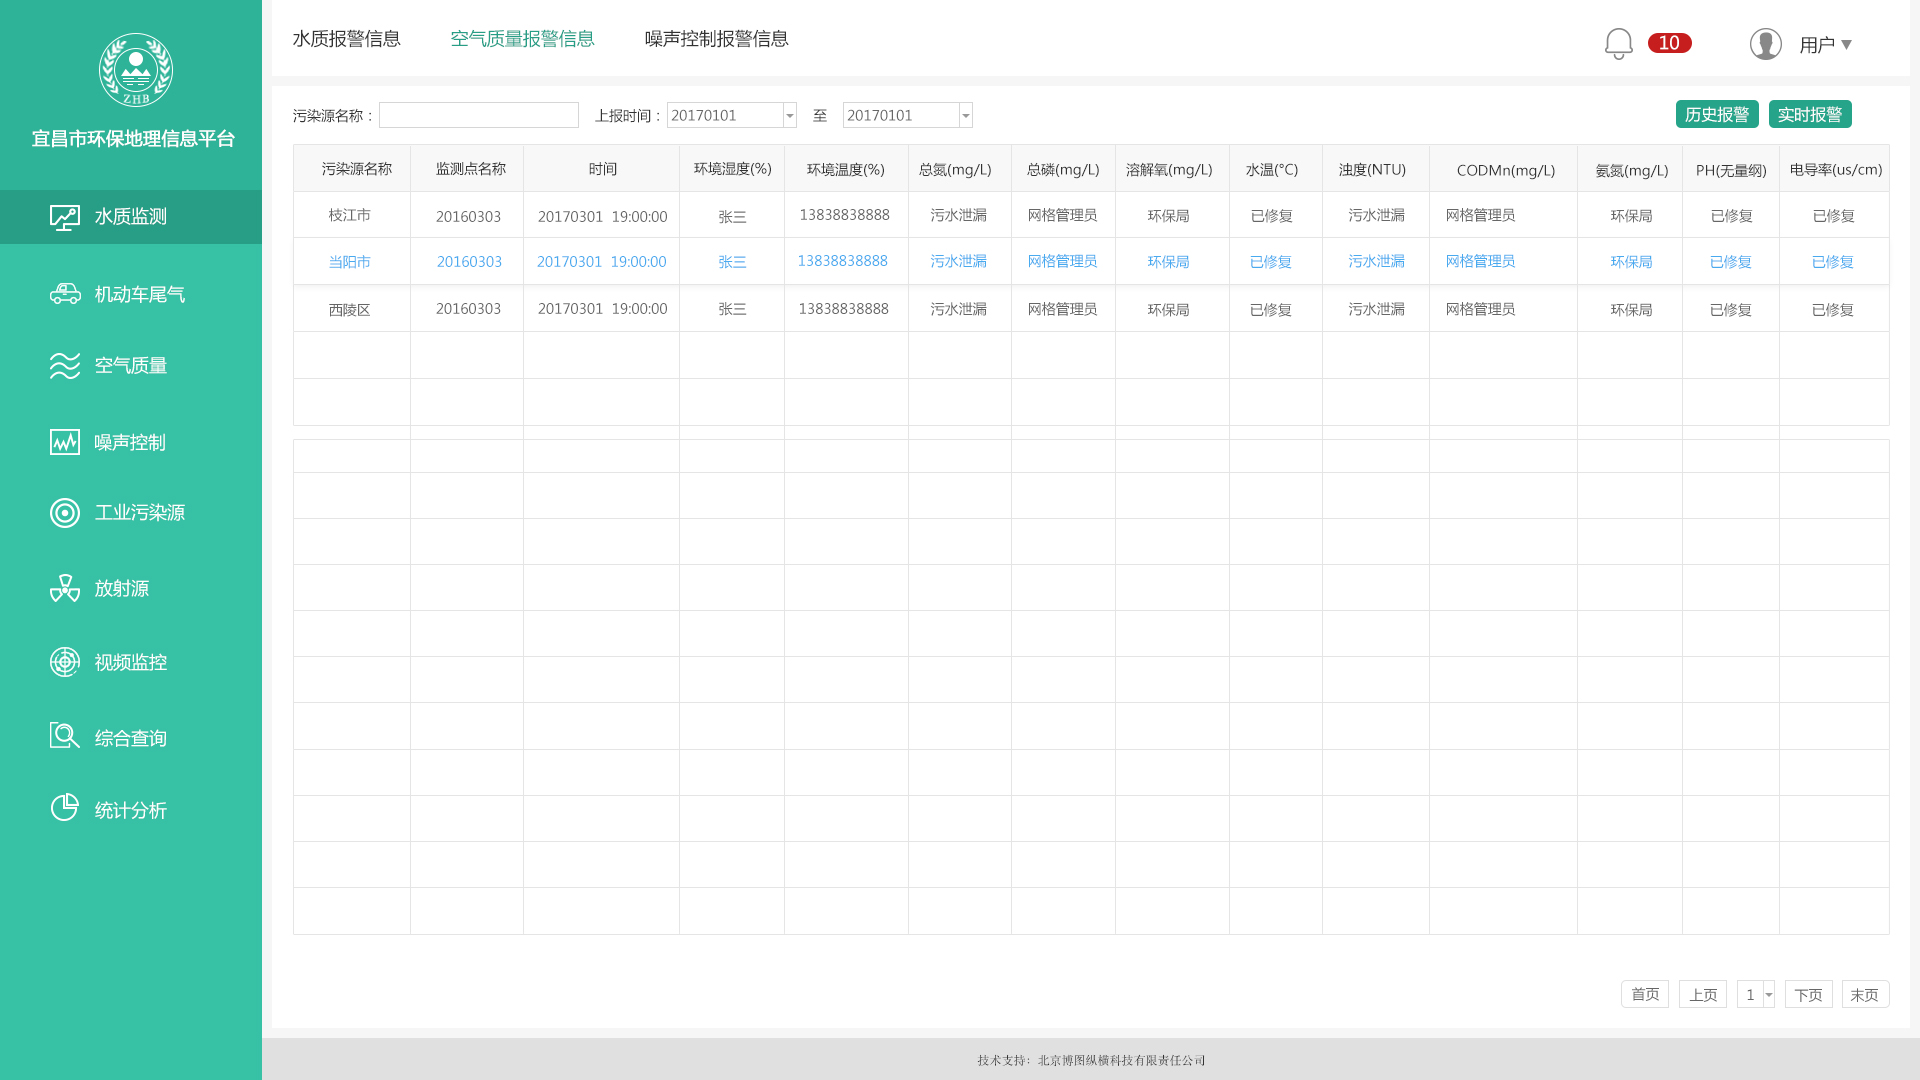 ZHB
宜昌市环保地理信息平台
水质监测
机动车尾气
空气质量
噪声控制
工业污染源
放射源
视频监控
综合查询
统计分析
水质报警信息 空气质量报警信息 噪声控制报警信息 10 用户
污染源名称： 上报时间： 20170101 至 20170101 历史报警 实时报警
污染源名称 监测点名称 时间 环境湿度(%) 环境温度(%) 总氮(mg/L) 总磷(mg/L) 溶解氧(mg/L) 水温(°C) 浊度(NTU) CODMn(mg/L) 氨氮(mg/L) PH(无量纲) 电导率(us/cm)
枝江市 20160303 20170301 19:00:00 张三 13838838888 污水泄漏 网格管理员 环保局 已修复 污水泄漏 网格管理员 环保局 已修复 已修复
当阳市 20160303 20170301 19:00:00 张三 13838838888 污水泄漏 网格管理员 环保局 已修复 污水泄漏 网格管理员 环保局 已修复 已修复
西陵区 20160303 20170301 19:00:00 张三 13838838888 污水泄漏 网格管理员 环保局 已修复 污水泄漏 网格管理员 环保局 已修复 已修复
首页 上页 1 下页 末页
技术支持：北京博图纵横科技有限责任公司